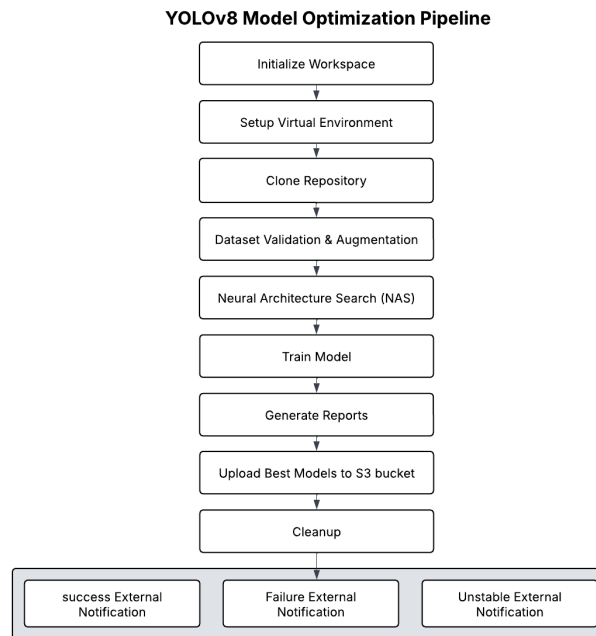 YOLOv8 Model Optimization Pipeline
Initialize Workspace
Setup Virtual Environment
Clone Repository
Dataset Validation & Augmentation
Neural Architecture Search (NAS)
Train Model
Generate Reports
Upload Best Models to S3 bucket
Cleanup
success External
Notification
Failure External
Notification
Unstable External
Notification